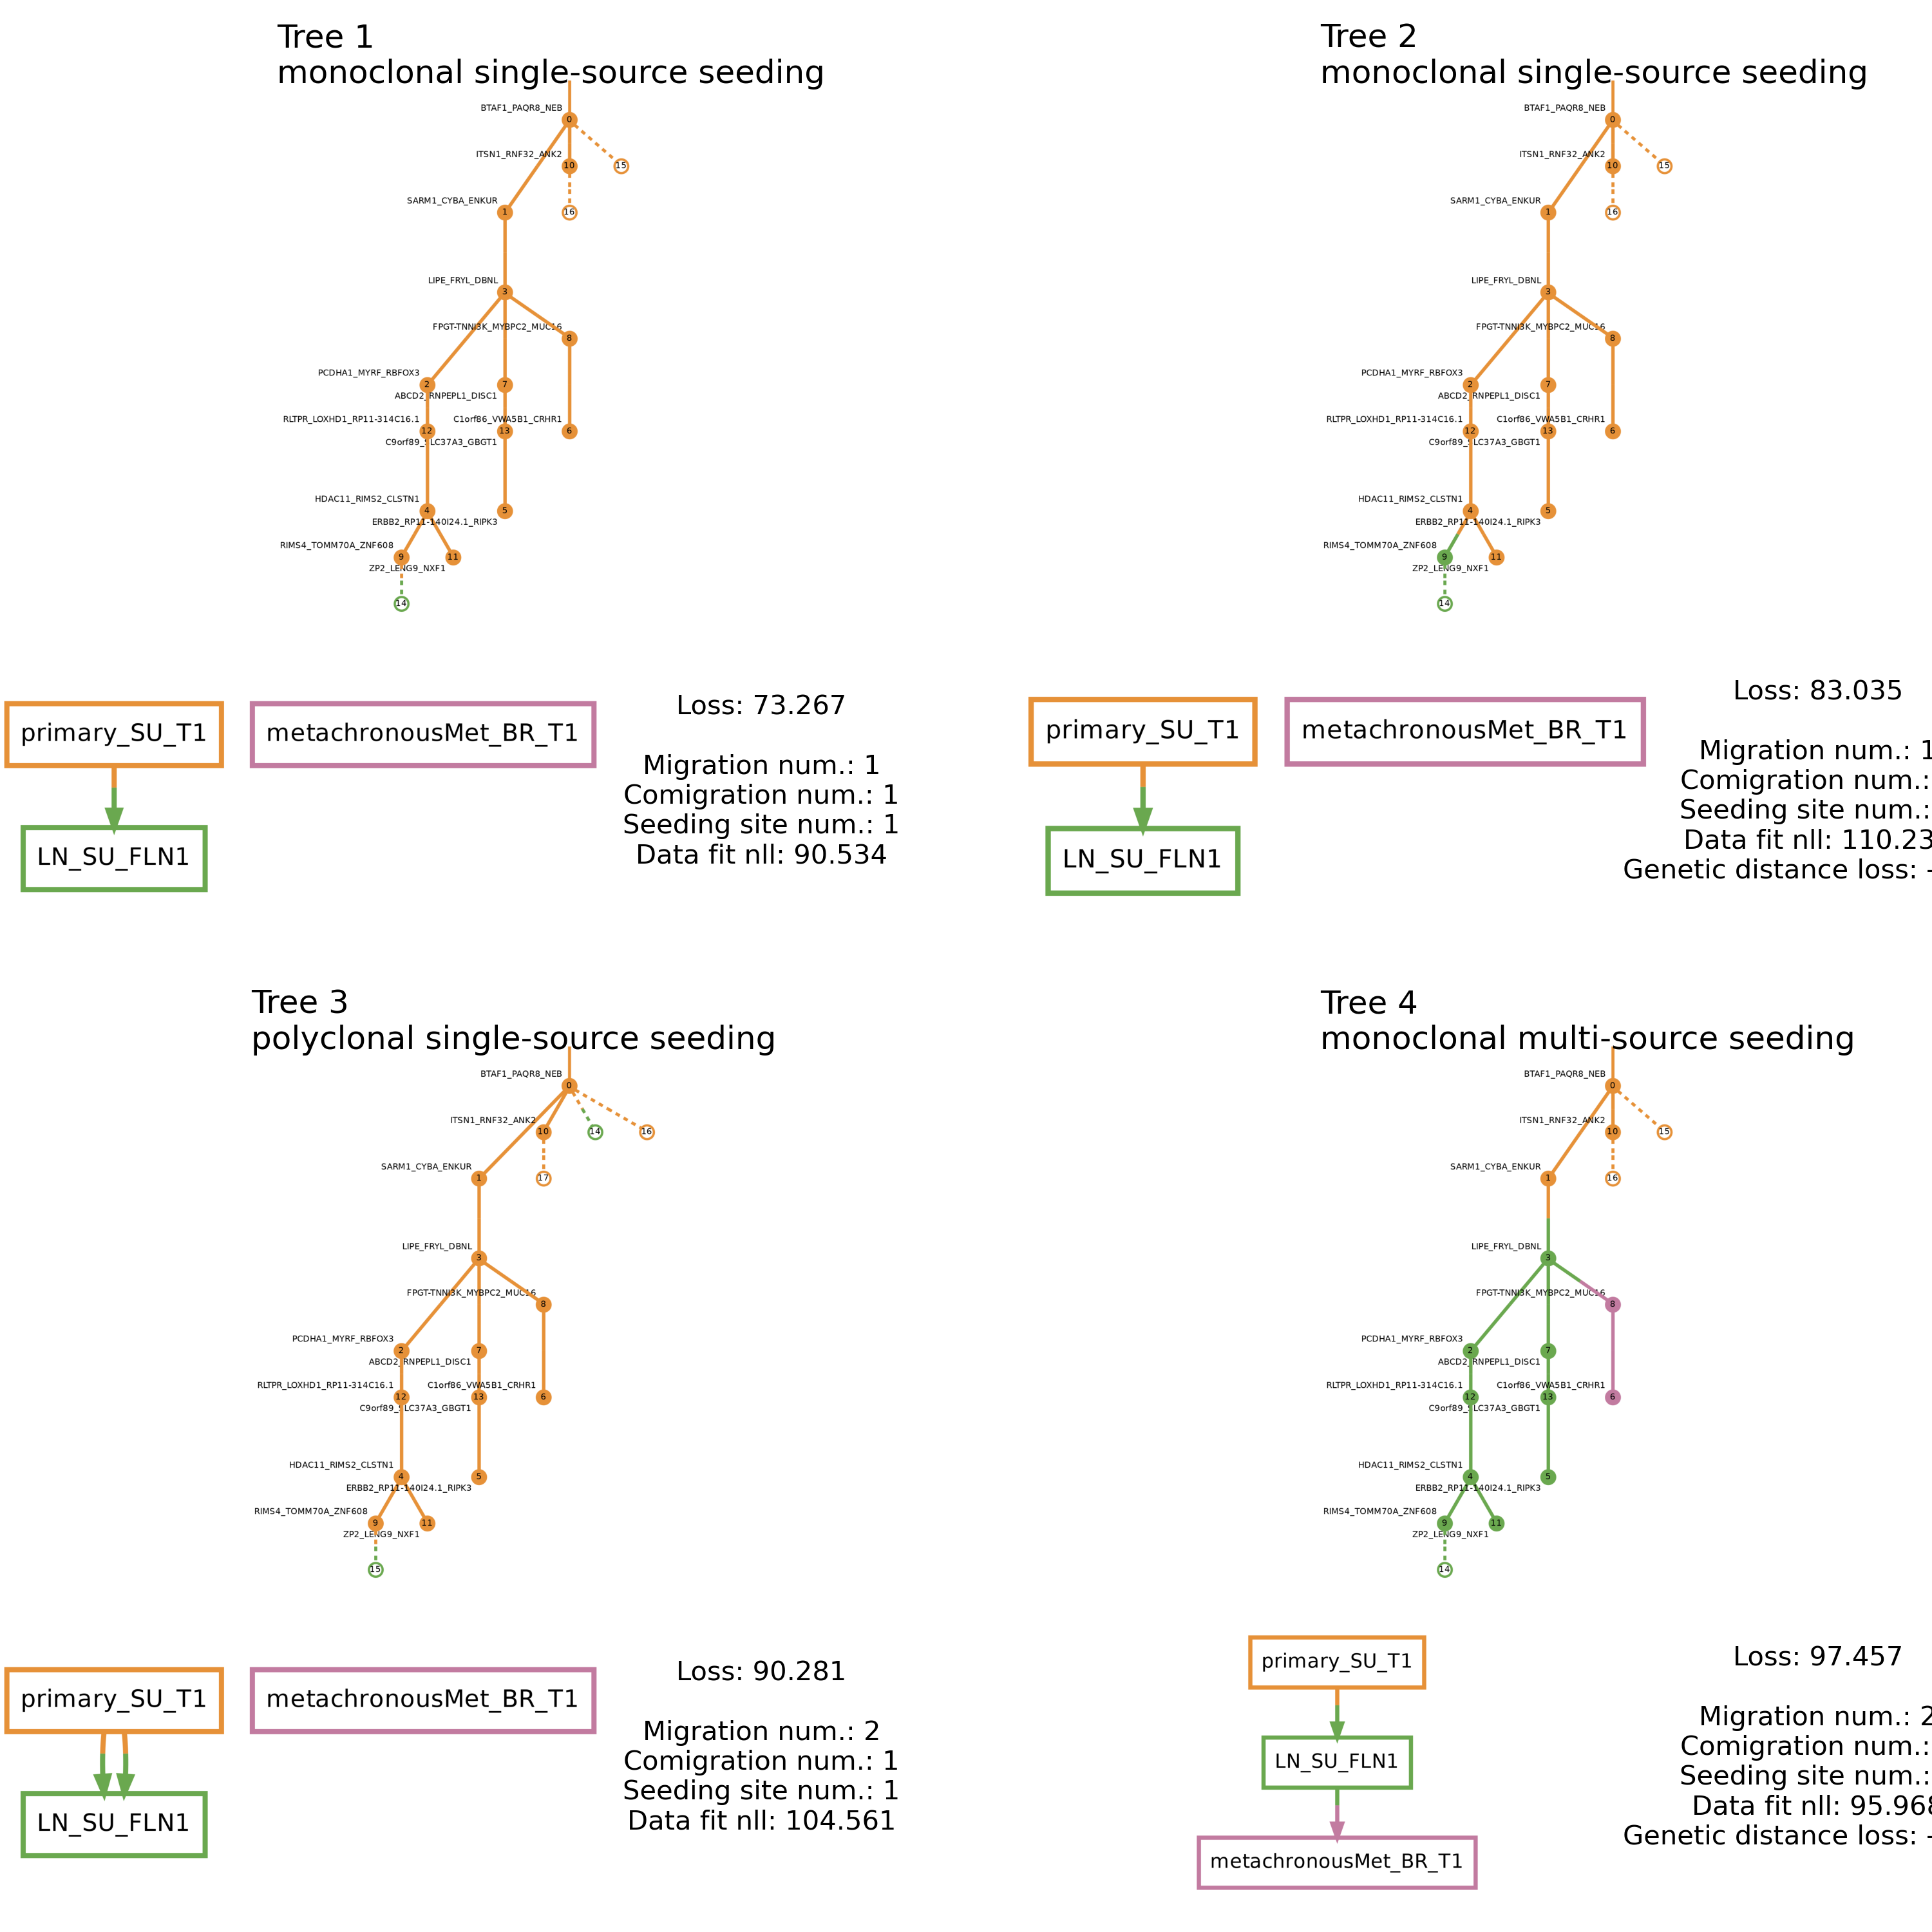 Tree 1
monoclonal single-source seeding
BTAF1_PAQR8_NEB
0
ITSN1_RNF32_ANK2
10
15
SARM1_CYBA_ENKUR
1
16
LIPE_FRYL_DBNL
3
FPGT-TNNI3K_MYBPC2_MUC16
8
PCDHA1_MYRF_RBFOX3
2
7
ABCD2_RNPEPL1_DISC1
RLTPR_LOXHD1_RP11-314C16.1
12
C1orf86_VWA5B1_CRHR1
13
6
C9orf89_SLC37A3_GBGT1
HDAC11_RIMS2_CLSTN1
4
5
ERBB2_RP11-140I24.1_RIPK3
RIMS4_TOMM70A_ZNF608
9
11
ZP2_LENG9_NXF1
14
primary_SU_T1
metachronousMet_BR_T1
LN_SU_FLN1
Loss: 73.267
Migration num.: 1
Comigration num.: 1
Seeding site num.: 1
Data fit nll: 90.534
Tree 2
monoclonal single-source seeding
BTAF1_PAQR8_NEB
0
ITSN1_RNF32_ANK2
10
15
SARM1_CYBA_ENKUR
1
16
LIPE_FRYL_DBNL
3
FPGT-TNNI3K_MYBPC2_MUC16
8
PCDHA1_MYRF_RBFOX3
2
7
ABCD2_RNPEPL1_DISC1
RLTPR_LOXHD1_RP11-314C16.1
12
C1orf86_VWA5B1_CRHR1
13
6
C9orf89_SLC37A3_GBGT1
HDAC11_RIMS2_CLSTN1
4
5
ERBB2_RP11-140I24.1_RIPK3
RIMS4_TOMM70A_ZNF608
9
11
ZP2_LENG9_NXF1
14
primary_SU_T1
metachronousMet_BR_T1
LN_SU_FLN1
Loss: 83.035
Migration num.: 1
Comigration num.:
Seeding site num.:
Data fit nll: 110.23
Genetic distance loss: -
Tree 3
polyclonal single-source seeding
BTAF1_PAQR8_NEB
0
ITSN1_RNF32_ANK2
10
14
16
SARM1_CYBA_ENKUR
1
17
LIPE_FRYL_DBNL
3
FPGT-TNNI3K_MYBPC2_MUC16
8
PCDHA1_MYRF_RBFOX3
2
7
ABCD2_RNPEPL1_DISC1
RLTPR_LOXHD1_RP11-314C16.1
12
C1orf86_VWA5B1_CRHR1
13
6
C9orf89_SLC37A3_GBGT1
HDAC11_RIMS2_CLSTN1
4
5
ERBB2_RP11-140I24.1_RIPK3
RIMS4_TOMM70A_ZNF608
9
11
ZP2_LENG9_NXF1
15
primary_SU_T1
metachronousMet_BR_T1
LN_SU_FLN1
Loss: 90.281
Migration num.: 2
Comigration num.: 1
Seeding site num.: 1
Data fit nll: 104.561
Tree 4
monoclonal multi-source seeding
BTAF1_PAQR8_NEB
0
ITSN1_RNF32_ANK2
10
15
SARM1_CYBA_ENKUR
1
16
LIPE_FRYL_DBNL
3
FPGT-TNNI3K_MYBPC2_MUC16
8
PCDHA1_MYRF_RBFOX3
2
7
ABCD2_RNPEPL1_DISC1
RLTPR_LOXHD1_RP11-314C16.1
12
C1orf86_VWA5B1_CRHR1
13
6
C9orf89_SLC37A3_GBGT1
HDAC11_RIMS2_CLSTN1
4
5
ERBB2_RP11-140I24.1_RIPK3
RIMS4_TOMM70A_ZNF608
9
11
ZP2_LENG9_NXF1
14
primary_SU_T1
LN_SU_FLN1
metachronousMet_BR_T1
Loss: 97.457
Migration num.: 2
Comigration num.:
Seeding site num.:
Data fit nll: 95.968
Genetic distance loss: -